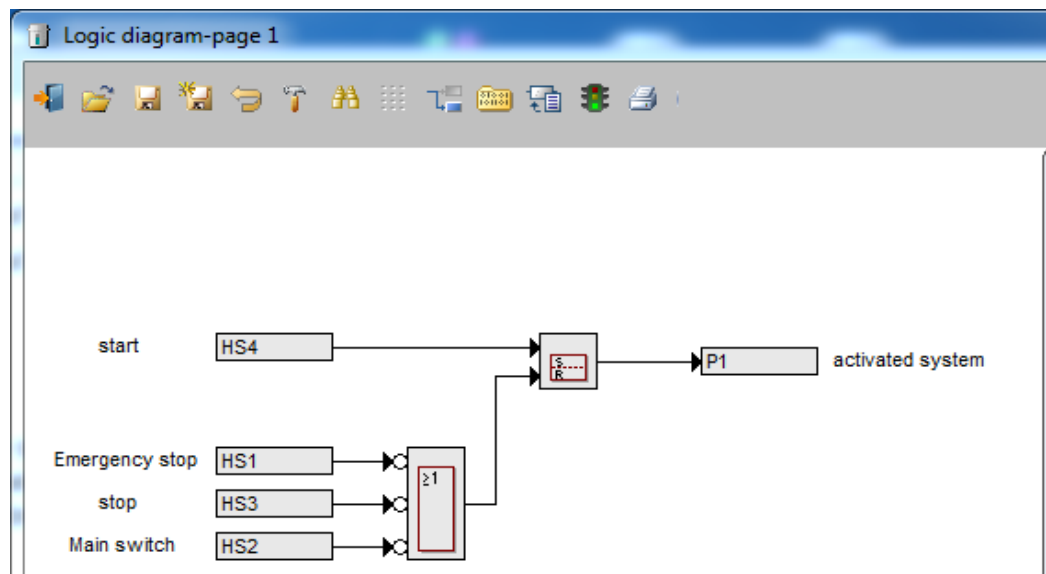 Logic diagram-page 1
start HS4
S
R
P1 activated system
Emergency stop HS1
≥1
stop HS3
Main switch HS2